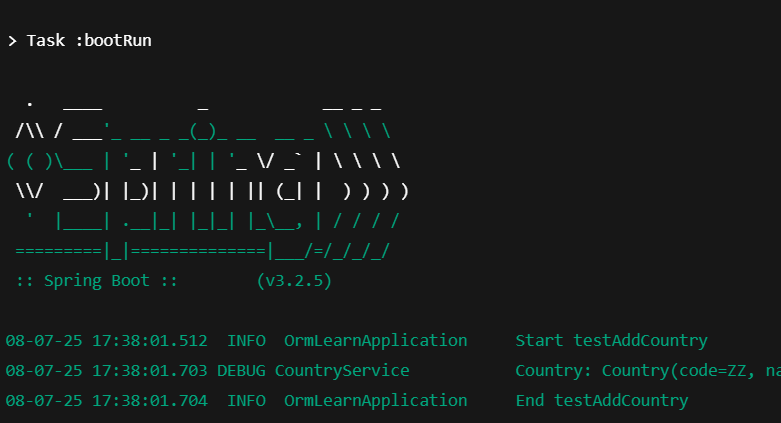 > Task :bootRun
  .   ____          _            __ _ _
 /\\ / ___'_ __ _ _(_)_ __  __ _ \ \ \ \
( ( )\___ | '_ | '_| | '_ \/ _` | \ \ \ \
 \\/  ___)| |_)| | | | | || (_| |  ) ) ) )
  '  |____| .__|_| |_|_| |_\__, | / / / /
 =========|_|==============|___/=/_/_/_/
 :: Spring Boot ::        (v3.2.5)
08-07-25 17:38:01.512  INFO  OrmLearnApplication     Start testAddCountry
08-07-25 17:38:01.703 DEBUG CountryService           Country: Country(code=ZZ, na
08-07-25 17:38:01.704  INFO  OrmLearnApplication     End testAddCountry